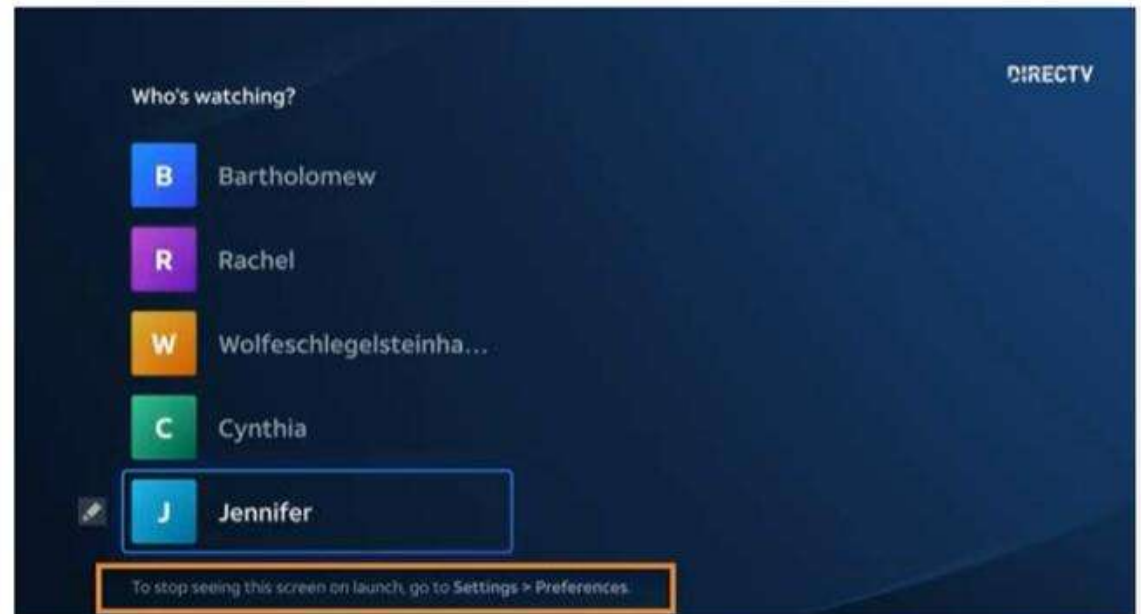 DIRECTV
Who's watching?
B Bartholomew
R Rachel
W Wolfeschlegelsteinha...
C Cynthia
J Jennifer
To stop seeing this screen on launch, go to Settings > Preferences.